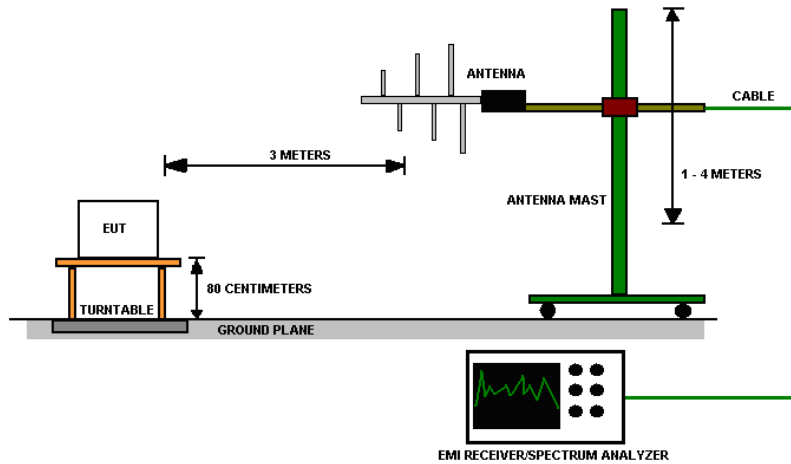 ANTENNA
CABLE
3 METERS
1 - 4 METERS
ANTENNA MAST
EUT
80 CENTIMETERS
TURNTABLE
GROUND PLANE
EMI RECEIVER/SPECTRUM ANALYZER